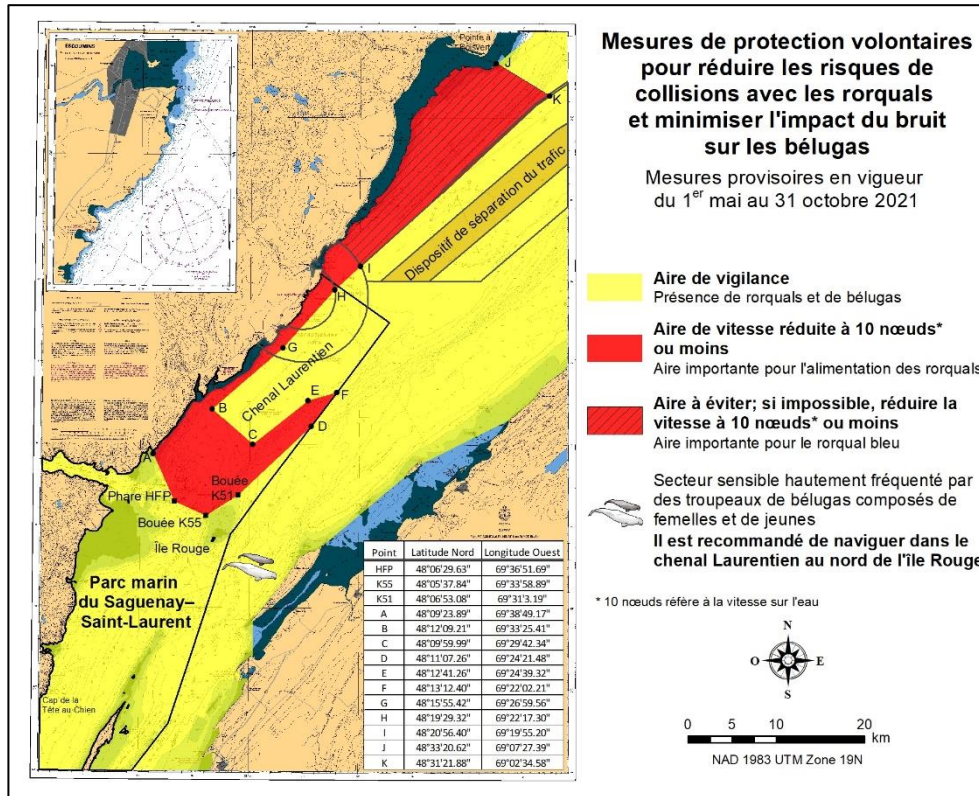 Mesures de protection volontaires
pour réduire les risques de
collisions avec les rorquals
et minimiser l'impact du bruit
sur les bélugas
Mesures provisoires en vigueur
du 1er mai au 31 octobre 2021
Aire de vigilance
Présence de rorquals et de bélugas
Aire de vitesse réduite à 10 nœuds*
ou moins
Aire importante pour l'alimentation des rorquals
Aire à éviter; si impossible, réduire la
vitesse à 10 nœuds* ou moins
Aire importante pour le rorqual bleu
Secteur sensible hautement fréquenté par
des troupeaux de bélugas composés de
femelles et de jeunes
Il est recommandé de naviguer dans le
chenal Laurentien au nord de l'île Rouge
* 10 nœuds réfère à la vitesse sur l'eau
N
O
E
S
0 5 10 20
km
NAD 1983 UTM Zone 19N
Pointe à
J
K
Dispositif de séparation du trafic
I
H
G
Chenal Laurentien
E
F
B
D
C
A
Bouée
K51
Phare HFP
Bouée K55
Île Rouge
Parc marin
du Saguenay–
Saint-Laurent
Cap de la
Tête au Chien
Point Latitude Nord Longitude Ouest
HFP 48°06'29.63" 69°36'51.69"
K55 48°05'37.84" 69°33'58.89"
K51 48°06'53.08" 69°31'3.19"
A 48°09'23.89" 69°38'49.17"
B 48°12'09.21" 69°33'25.41"
C 48°09'59.99" 69°29'42.34"
D 48°11'07.26" 69°24'21.48"
E 48°12'41.26" 69°24'39.32"
F 48°13'12.40" 69°22'02.21"
G 48°15'55.42" 69°26'59.56"
H 48°19'29.32" 69°22'17.30"
I 48°20'56.40" 69°19'55.20"
J 48°33'20.62" 69°07'27.39"
K 48°31'21.88" 69°02'34.58"